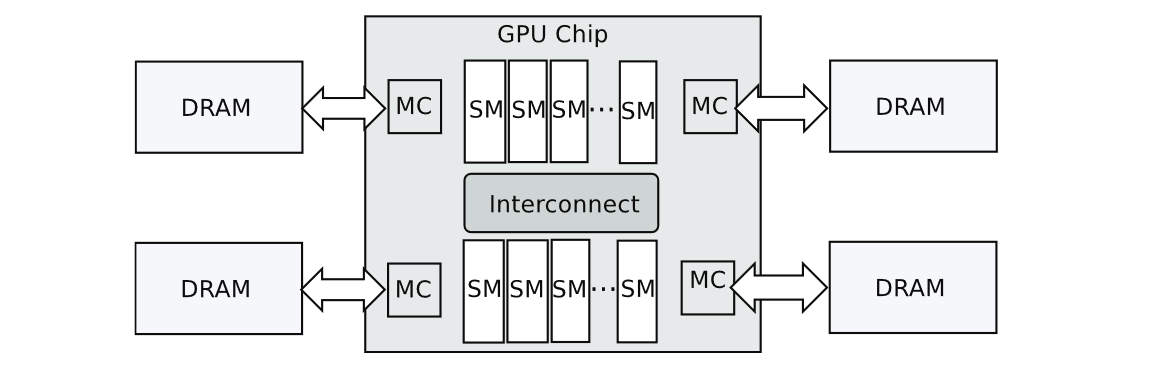 GPU Chip
DRAM MC SM SM SM ... SM MC DRAM
Interconnect
DRAM MC SM SM SM ... SM MC DRAM